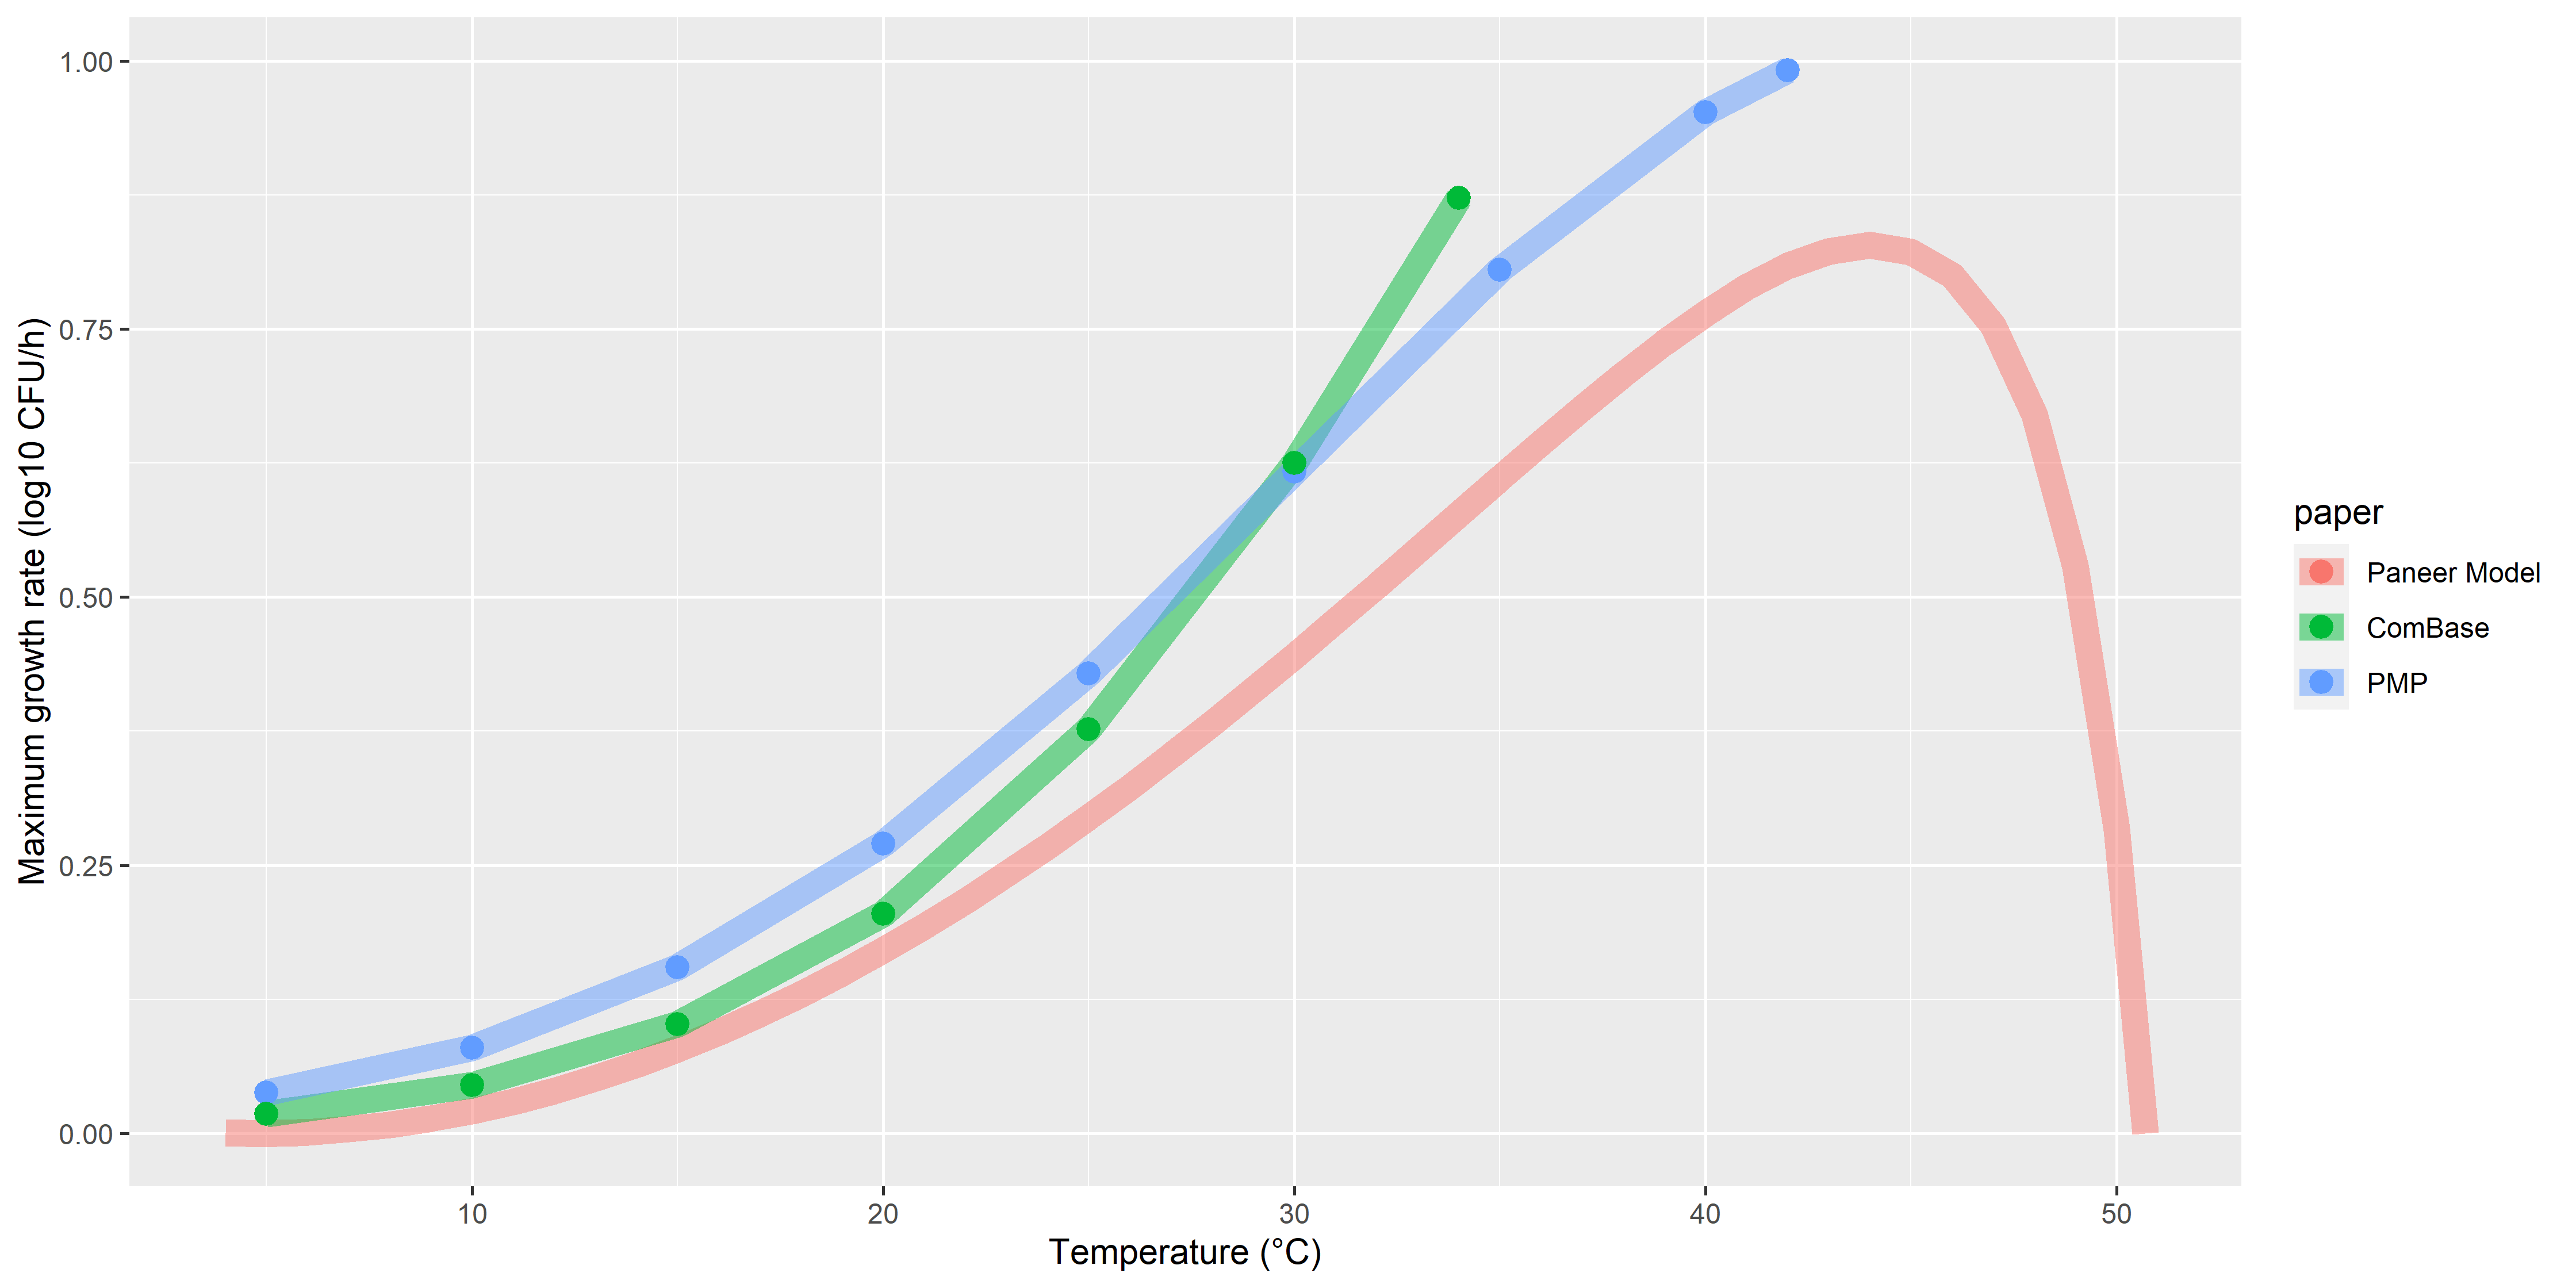 Maximum growth rate (log10 CFU/h)
1.00
0.75
0.50
0.25
0.00
10 20 30 40 50
Temperature (°C)
paper
Paneer Model
ComBase
PMP